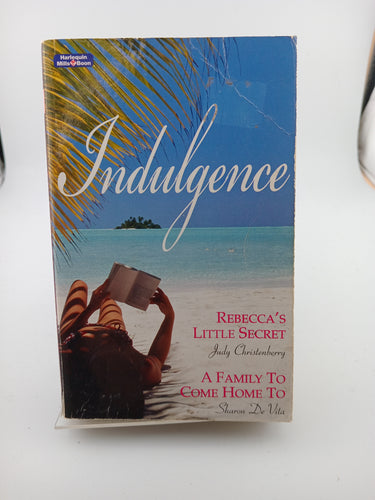 Harlequin
Mills & Boon
Indulgence
REBECCA'S
LITTLE SECRET
Judy Christenberry
A FAMILY TO
COME HOME TO
Sharon De Vita